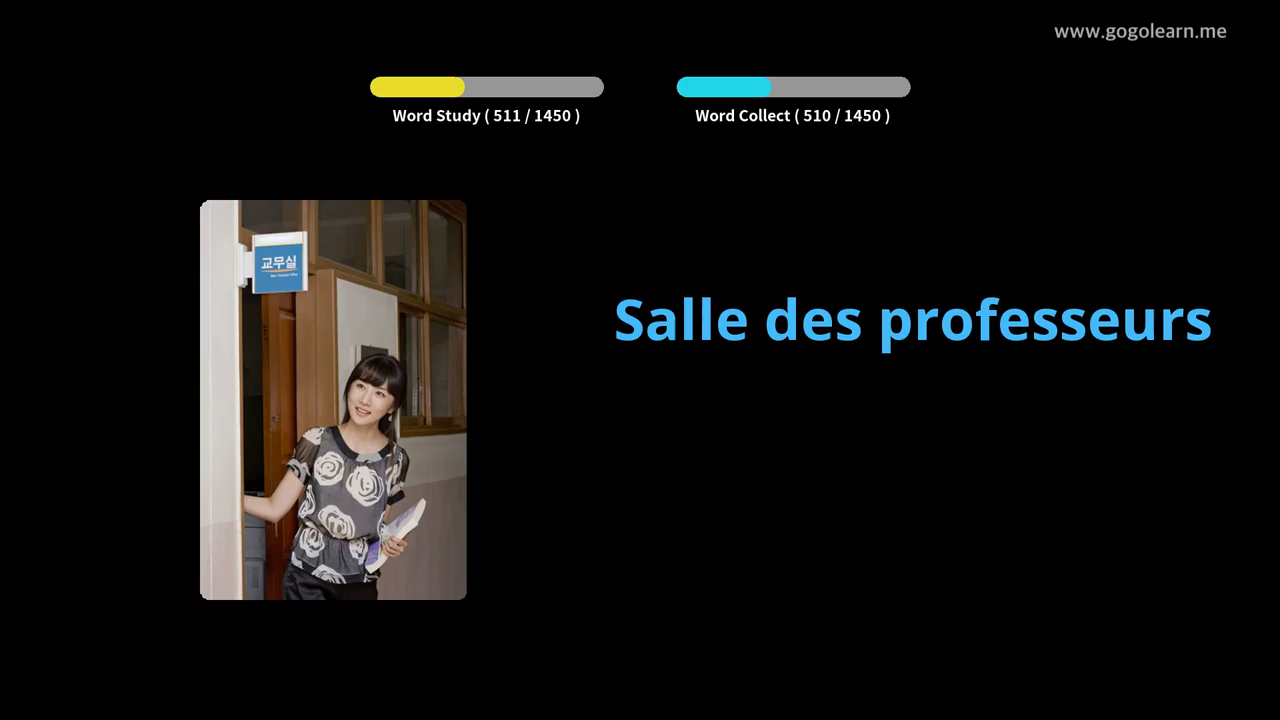 www.gogolearn.me
Word Study ( 511 / 1450 )
Word Collect ( 510 / 1450 )
교무실
Salle des professeurs